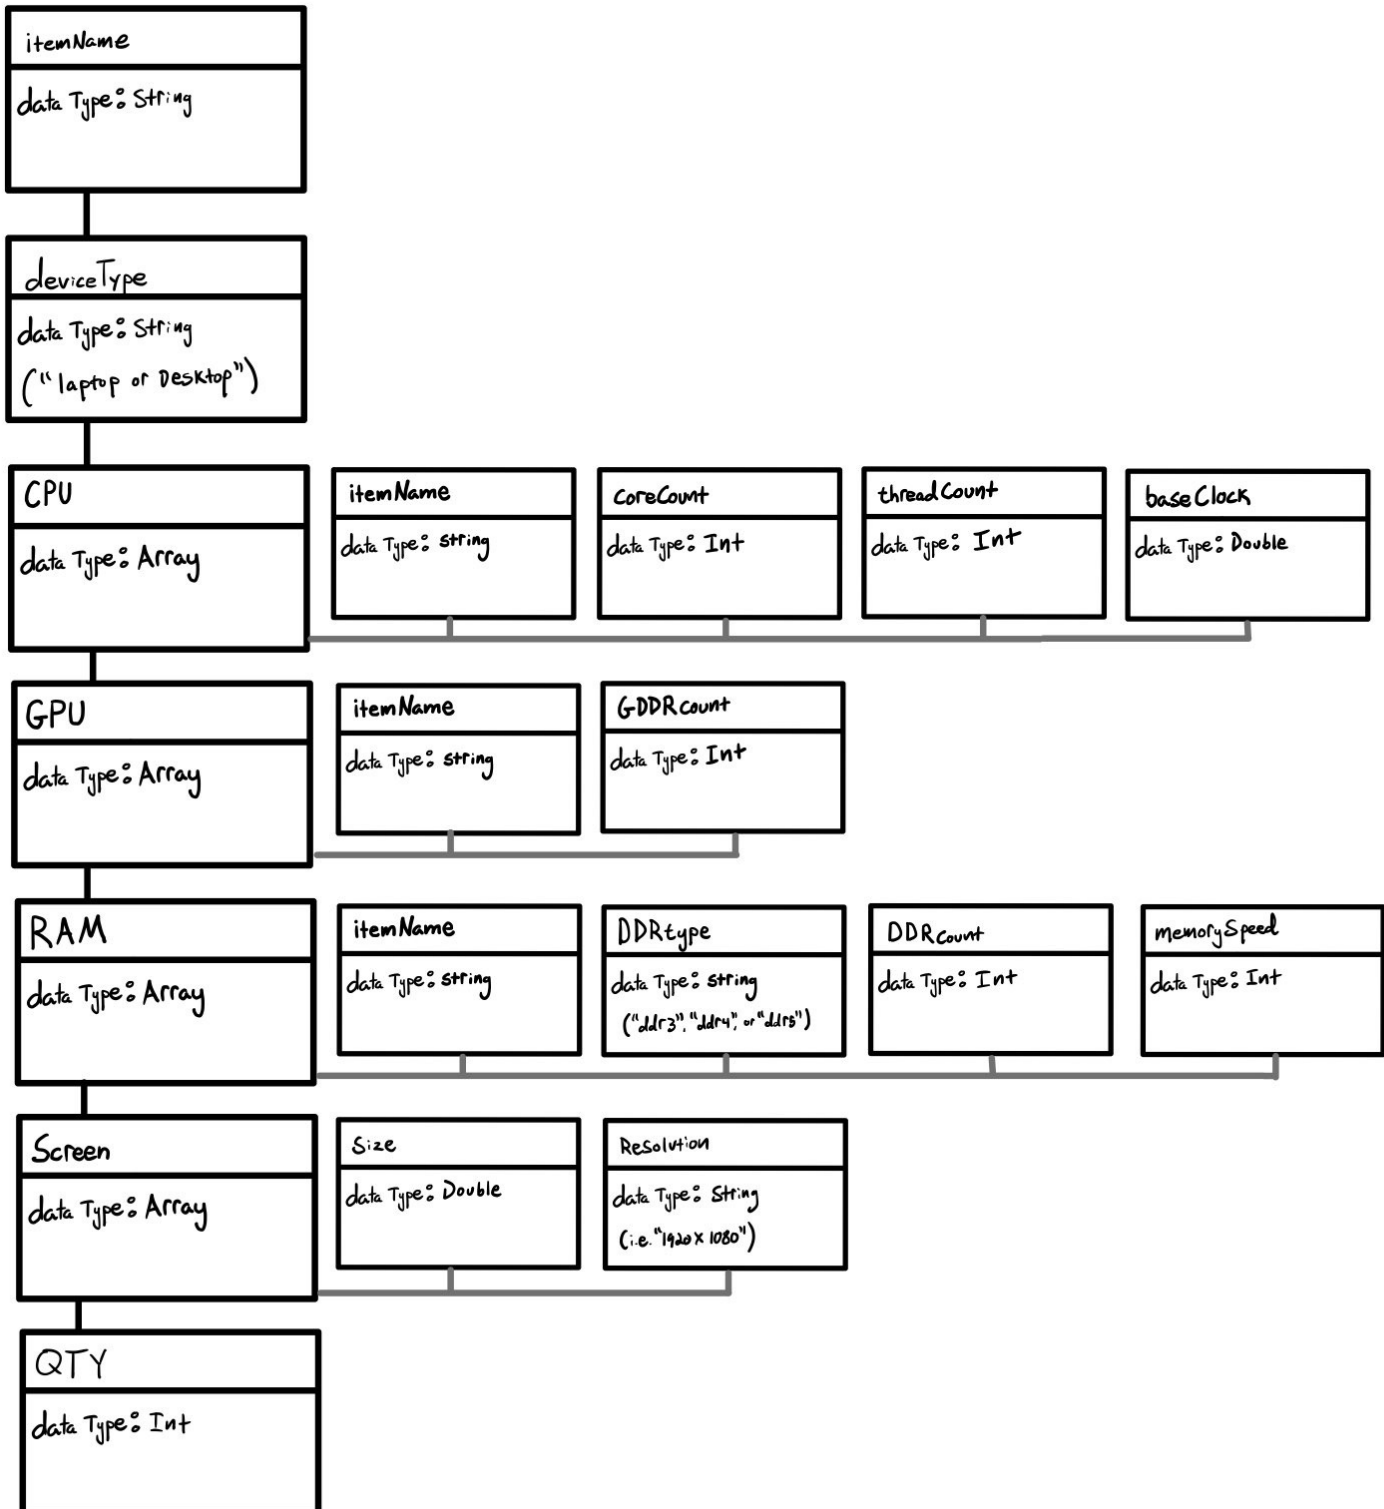 itemName
data Type: String
deviceType
data Type: String
("laptop or Desktop")
CPU
data Type: Array
itemName
data Type: String
coreCount
data Type: Int
threadCount
data Type: Int
baseClock
data Type: Double
GPU
data Type: Array
itemName
data Type: String
GDDRcount
data Type: Int
RAM
data Type: Array
itemName
data Type: String
DDRtype
data Type: String
("ddr3", "ddr4", or "ddr5")
DDRcount
data Type: Int
memorySpeed
data Type: Int
Screen
data Type: Array
Size
data Type: Double
Resolution
data Type: String
(i.e. "1920 x 1080")
QTY
data Type: Int